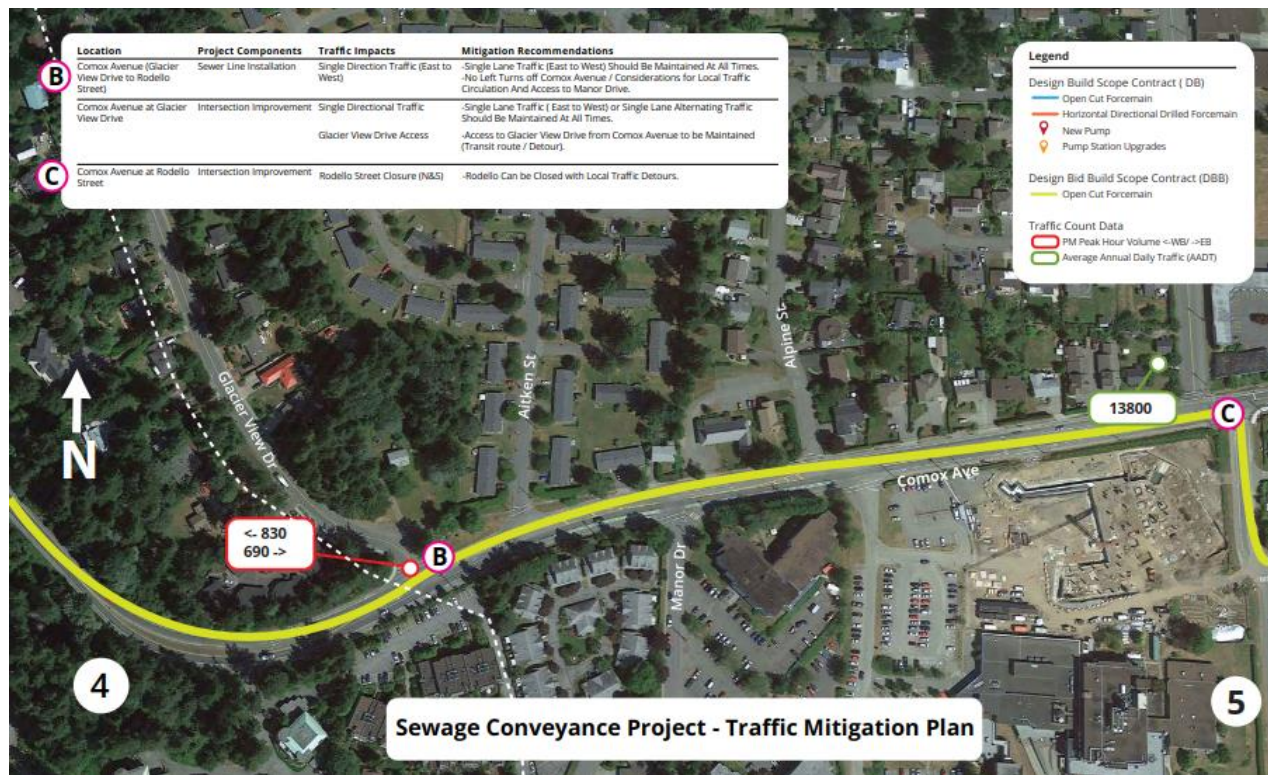 Location Project Components Traffic Impacts Mitigation Recommendations
B
Comox Avenue (Glacier View Drive to Rodello Street) Sewer Line Installation Single Direction Traffic (East to West) -Single Lane Traffic (East to West) Should Be Maintained At All Times.
-No Left Turns off Comox Avenue / Considerations for Local Traffic
Circulation And Access to Manor Drive.
Comox Avenue at Glacier View Drive Intersection Improvement Single Directional Traffic -Single Lane Traffic ( East to West) or Single Lane Alternating Traffic
Should Be Maintained At All Times.
Glacier View Drive Access -Access to Glacier View Drive from Comox Avenue to be Maintained
(Transit route / Detour).
C
Comox Avenue at Rodello Street Intersection Improvement Rodello Street Closure (N&S) -Rodello Can be Closed with Local Traffic Detours.
Legend
Design Build Scope Contract ( DB)
Open Cut Forcemain
Horizontal Directional Drilled Forcemain
New Pump
Pump Station Upgrades
Design Bid Build Scope Contract (DBB)
Open Cut Forcemain
Traffic Count Data
PM Peak Hour Volume <-WB/ ->EB
Average Annual Daily Traffic (AADT)
N
Glacier View Dr
Aitken St
Alpine St
13800
C
Comox Ave
<- 830
690 ->
B
Manor Dr
4
5
Sewage Conveyance Project - Traffic Mitigation Plan